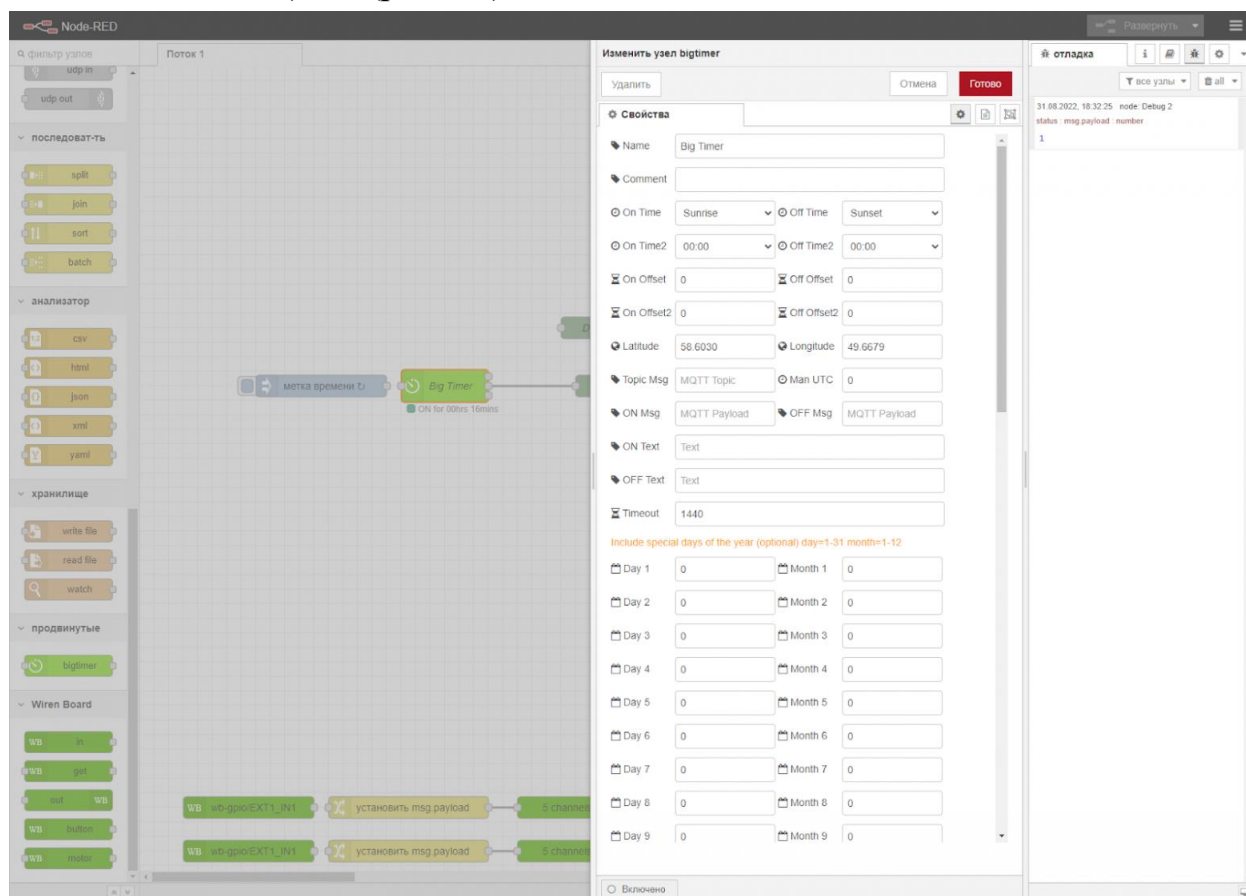 Node-RED
Развернуть
фильтр узлов
Поток 1
Изменить узел bigtimer
отладка
udp in
udp out
Удалить
Отмена
Готово
все узлы
all
Свойства
31.08.2022, 18:32:25 node: Debug 2
status : msg.payload : number
1
последоват-ть
split
join
sort
batch
анализатор
csv
html
json
xml
yaml
хранилище
write file
read file
watch
продвинутые
bigtimer
Wiren Board
WB in
WB get
out WB
WB button
WB motor
метка времени ↻
Big Timer
ON for 00hrs 16mins
D
WB wb-gpio/EXT1_IN1
установить msg.payload
5 channels
WB wb-gpio/EXT1_IN1
установить msg.payload
5 channels
Name Big Timer
Comment
On Time Sunrise Off Time Sunset
On Time2 00:00 Off Time2 00:00
On Offset 0 Off Offset 0
On Offset2 0 Off Offset2 0
Latitude 58.6030 Longitude 49.6679
Topic Msg MQTT Topic Man UTC 0
ON Msg MQTT Payload OFF Msg MQTT Payload
ON Text Text
OFF Text Text
Timeout 1440
Include special days of the year (optional) day=1-31 month=1-12
Day 1 0 Month 1 0
Day 2 0 Month 2 0
Day 3 0 Month 3 0
Day 4 0 Month 4 0
Day 5 0 Month 5 0
Day 6 0 Month 6 0
Day 7 0 Month 7 0
Day 8 0 Month 8 0
Day 9 0 Month 9 0
Включено